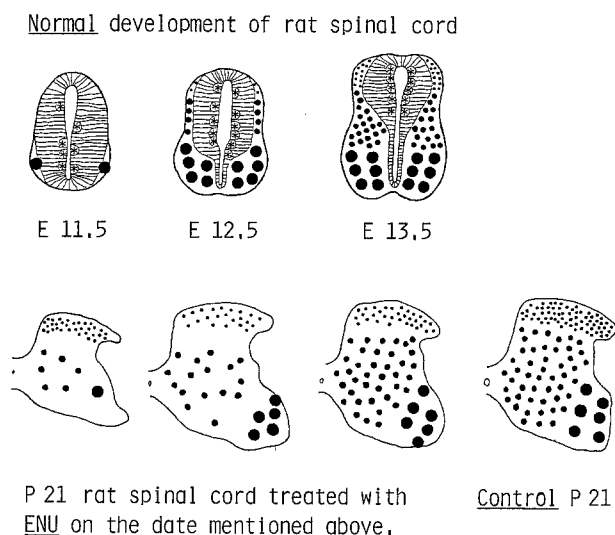 Normal development of rat spinal cord
E 11.5
E 12.5
E 13.5
P 21 rat spinal cord treated with
ENU on the date mentioned above.
Control P 21